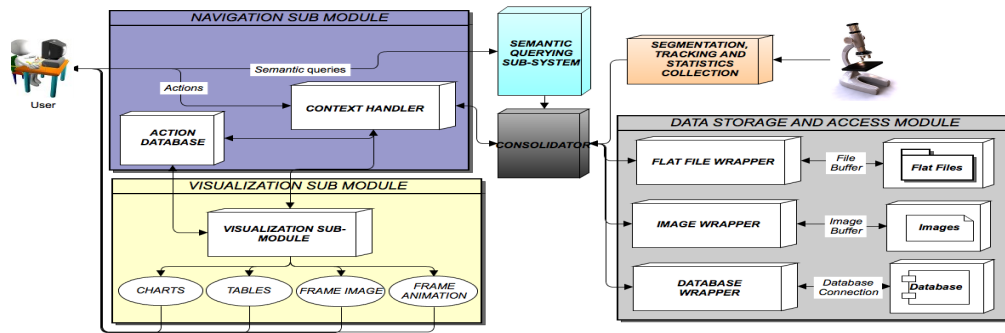 NAVIGATION SUB MODULE
User
Semantic queries
Actions
CONTEXT HANDLER
ACTION
DATABASE
SEMANTIC
QUERYING
SUB-SYSTEM
CONSOLIDATOR
SEGMENTATION,
TRACKING AND
STATISTICS
COLLECTION
DATA STORAGE AND ACCESS MODULE
FLAT FILE WRAPPER
File
Buffer
Flat Files
IMAGE WRAPPER
Image
Buffer
Images
DATABASE
WRAPPER
Database
Connection
Database
VISUALIZATION SUB MODULE
VISUALIZATION SUB-
MODULE
CHARTS
TABLES
FRAME IMAGE
FRAME
ANIMATION